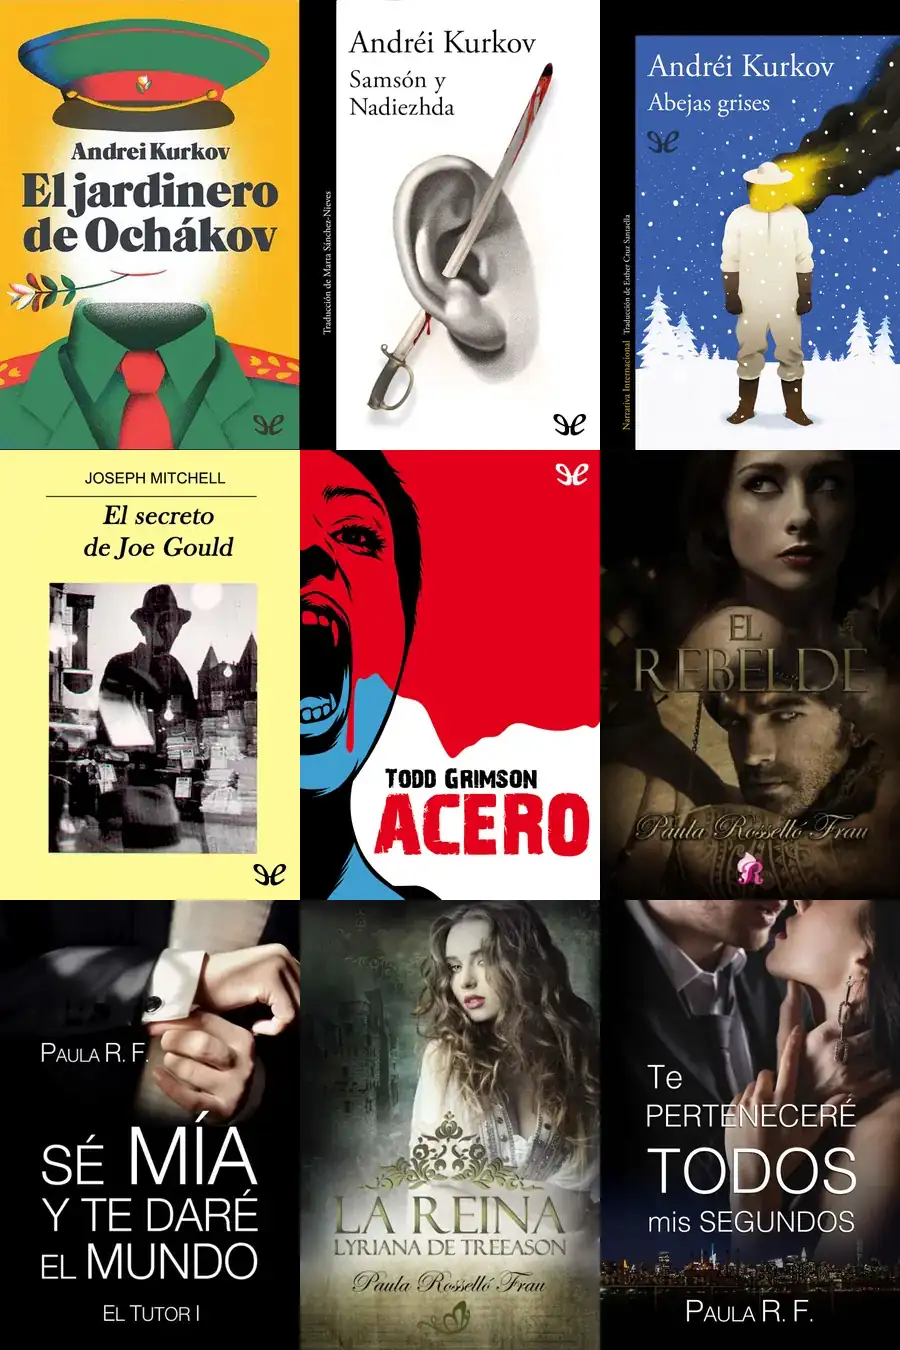 Andrei Kurkov
El jardinero
de Ochákov
Andréi Kurkov
Samsón y
Nadiezhda
Traducción de Marta Sánchez-Nieves
Andréi Kurkov
Abejas grises
Narrativa Internacional Traducción de Esther Cruz Santaella
JOSEPH MITCHELL
El secreto
de Joe Gould
TODD GRIMSON
ACERO
EL
REBELDE
Paula Rosselló Frau
R
PAULA R. F.
SÉ MÍA
Y TE DARÉ
EL MUNDO
EL TUTOR I
LA REINA
LYRIANA DE TREEASON
Paula Rosselló Frau
Te
PERTENECERÉ
TODOS
mis SEGUNDOS
PAULA R. F.